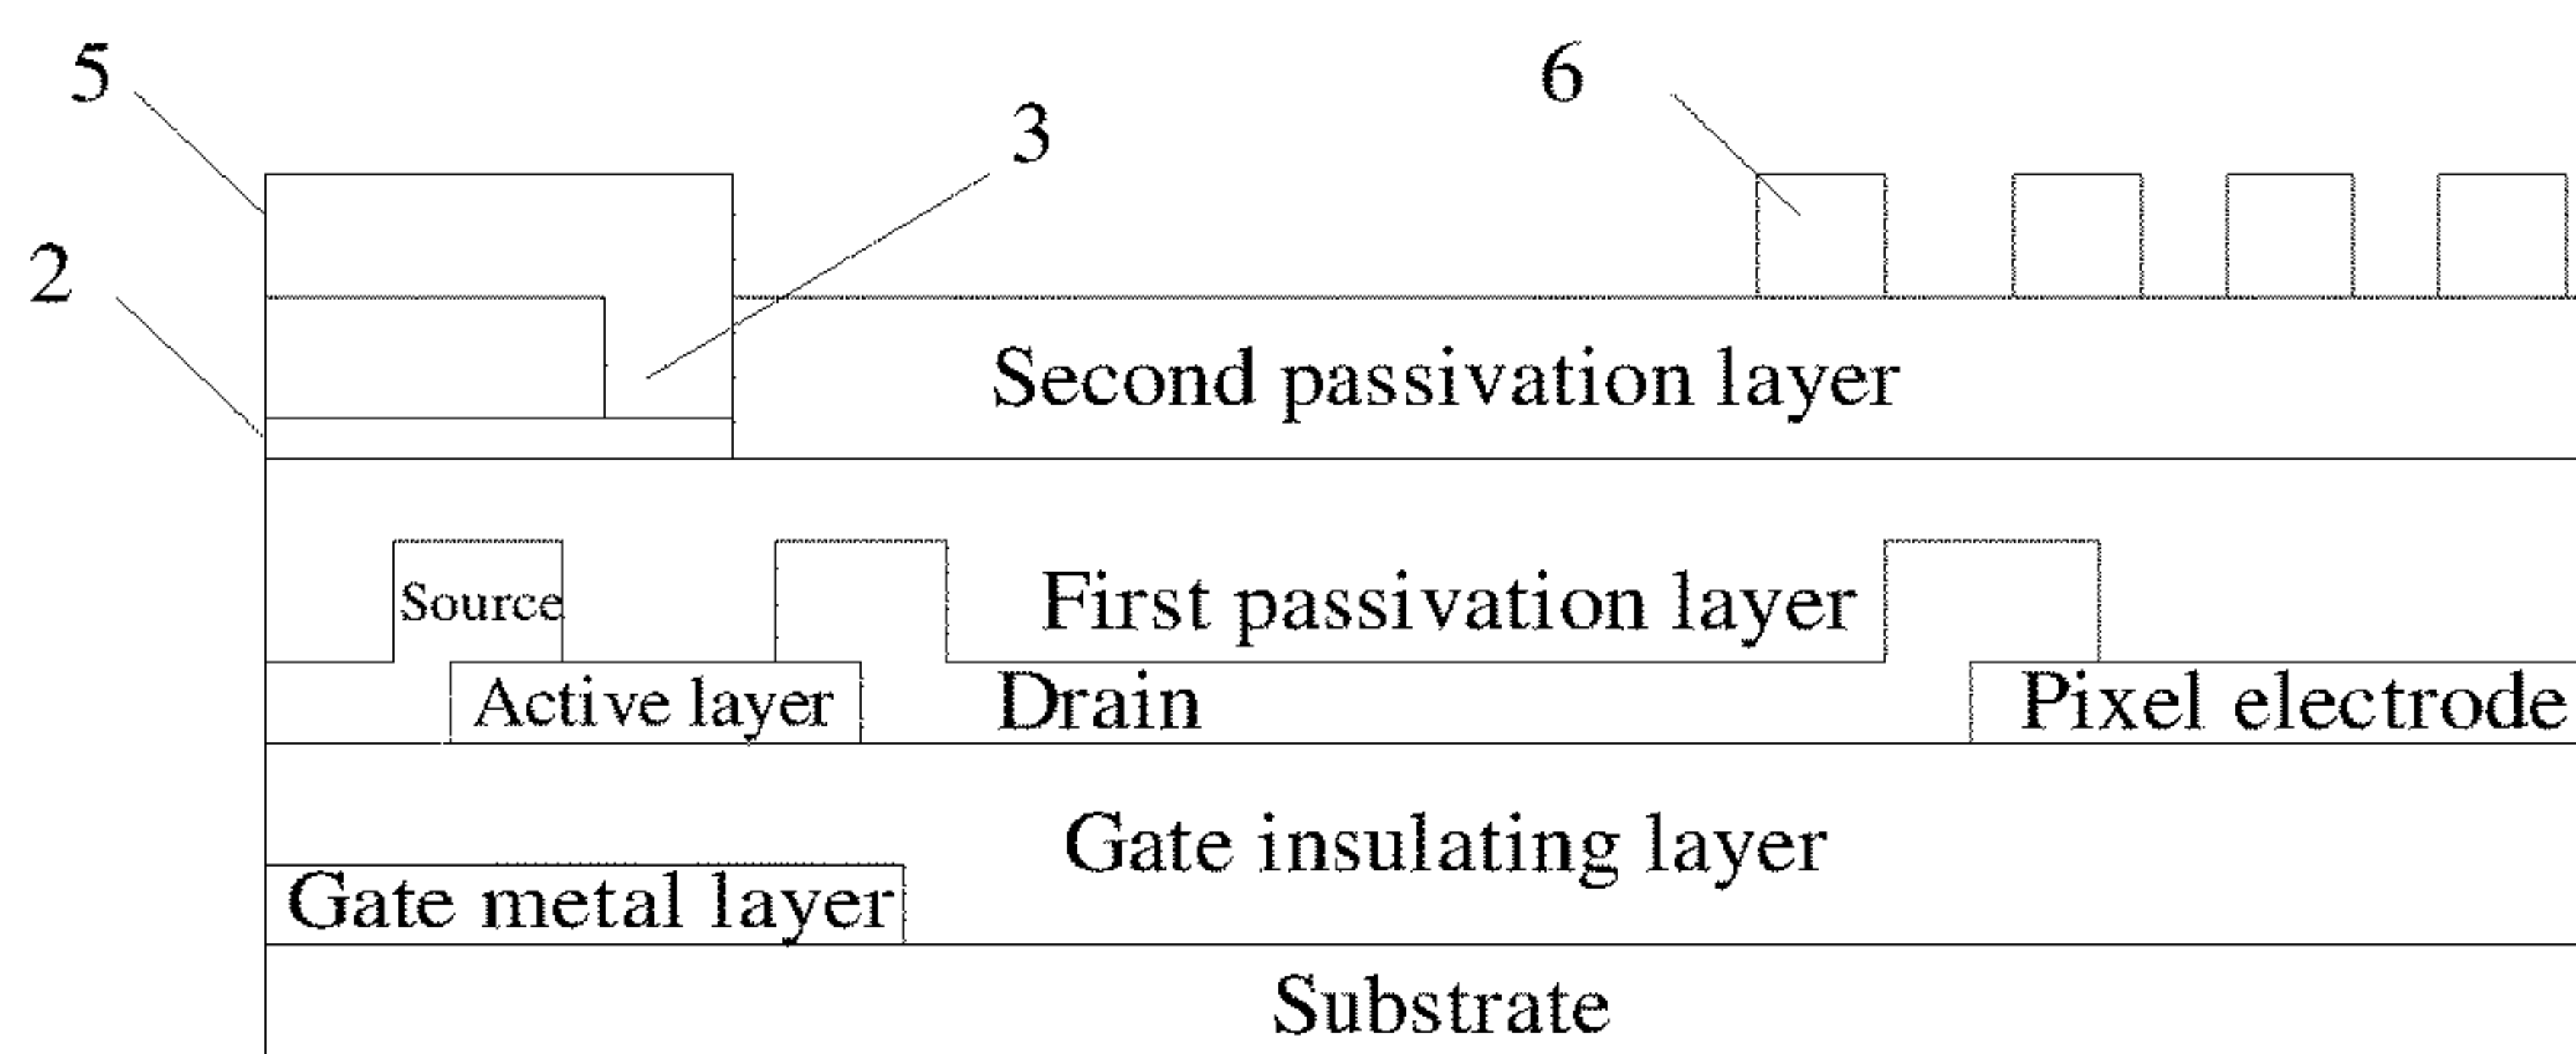 5
6
3
2
Second passivation layer
Source
First passivation layer
Active layer
Drain
Pixel electrode
Gate insulating layer
Gate metal layer
Substrate